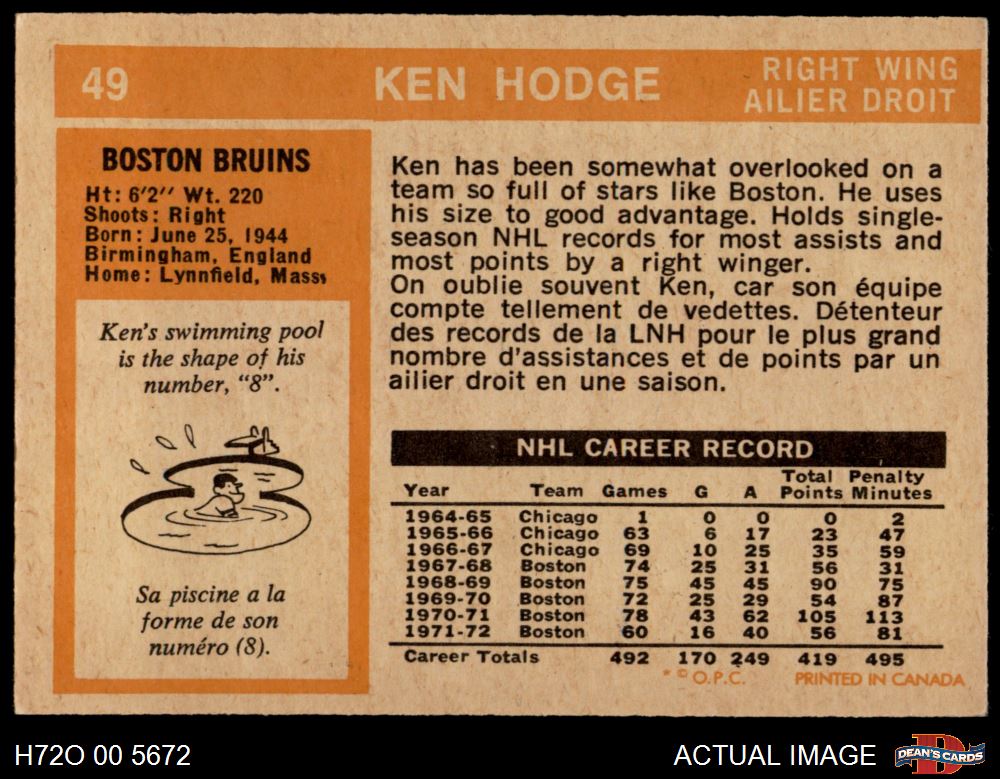 49
KEN HODGE
RIGHT WING
AILIER DROIT
BOSTON BRUINS
Ht: 6'2" Wt. 220
Shoots: Right
Born: June 25, 1944
Birmingham, England
Home: Lynnfield, Mass.
Ken's swimming pool
is the shape of his
number, "8".
Sa piscine a la
forme de son
numéro (8).
Ken has been somewhat overlooked on a
team so full of stars like Boston. He uses
his size to good advantage. Holds single-
season NHL records for most assists and
most points by a right winger.
On oublie souvent Ken, car son équipe
compte tellement de vedettes. Détenteur
des records de la LNH pour le plus grand
nombre d'assistances et de points par un
ailier droit en une saison.
NHL CAREER RECORD
Year Team Games G A Total Points Penalty Minutes
1964-65 Chicago 1 0 0 0 2
1965-66 Chicago 63 6 17 23 47
1966-67 Chicago 69 10 25 35 59
1967-68 Boston 74 25 31 56 31
1968-69 Boston 75 45 45 90 75
1969-70 Boston 72 25 29 54 87
1970-71 Boston 78 43 62 105 113
1971-72 Boston 60 16 40 56 81
Career Totals 492 170 249 419 495
* © O.P.C. PRINTED IN CANADA
H72O 00 5672
ACTUAL IMAGE
DEAN'S CARDS